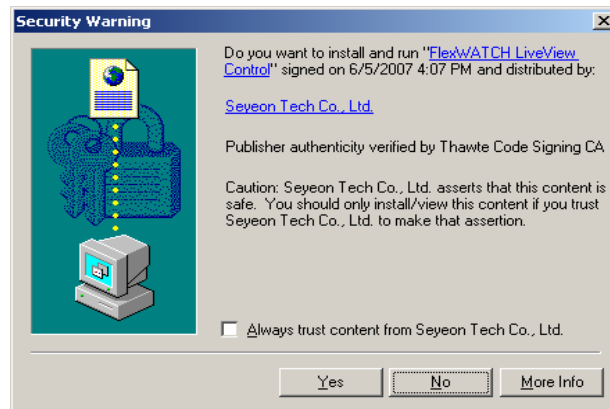 Security Warning
Do you want to install and run "FlexWATCH LiveView
Control" signed on 6/5/2007 4:07 PM and distributed by:
Seyeon Tech Co., Ltd.
Publisher authenticity verified by Thawte Code Signing CA
Caution: Seyeon Tech Co., Ltd. asserts that this content is
safe. You should only install/view this content if you trust
Seyeon Tech Co., Ltd. to make that assertion.
Always trust content from Seyeon Tech Co., Ltd.
Yes No More Info